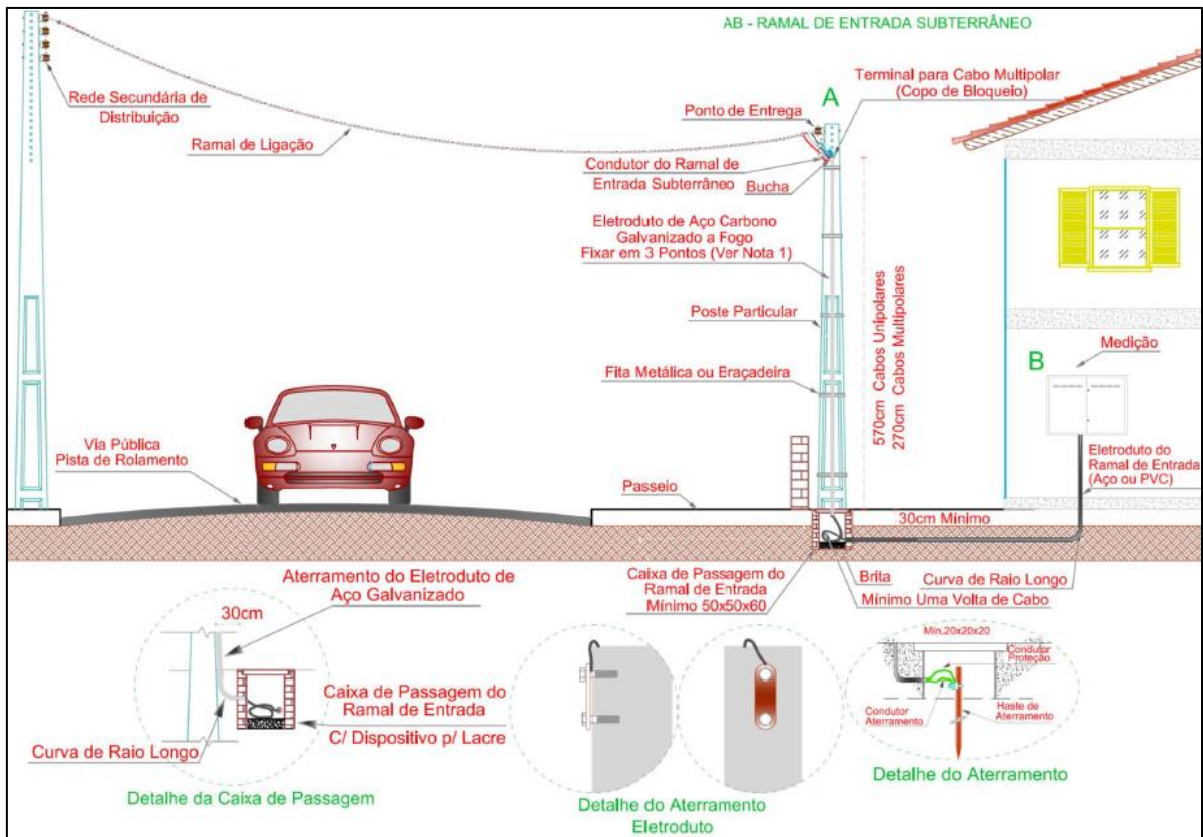 AB - RAMAL DE ENTRADA SUBTERRÂNEO
Rede Secundária de
Distribuição
Ramal de Ligação
Ponto de Entrega
A
Terminal para Cabo Multipolar
(Copo de Bloqueio)
Condutor do Ramal de
Entrada Subterrâneo
Bucha
Eletroduto de Aço Carbono
Galvanizado a Fogo
Fixar em 3 Pontos (Ver Nota 1)
Poste Particular
Fita Metálica ou Braçadeira
570cm Cabos Unipolares
270cm Cabos Multipolares
B
Medição
Eletroduto do
Ramal de Entrada
(Aço ou PVC)
Via Pública
Pista de Rolamento
Passeio
30cm Mínimo
Caixa de Passagem do
Ramal de Entrada
Mínimo 50x50x60
Brita
Mínimo Uma Volta de Cabo
Curva de Raio Longo
Aterramento do Eletroduto de
Aço Galvanizado
30cm
Caixa de Passagem do
Ramal de Entrada
C/ Dispositivo p/ Lacre
Curva de Raio Longo
Detalhe da Caixa de Passagem
Detalhe do Aterramento
Eletroduto
Mín.20x20x20
Condutor
Proteção
Condutor
Aterramento
Haste de
Aterramento
Detalhe do Aterramento